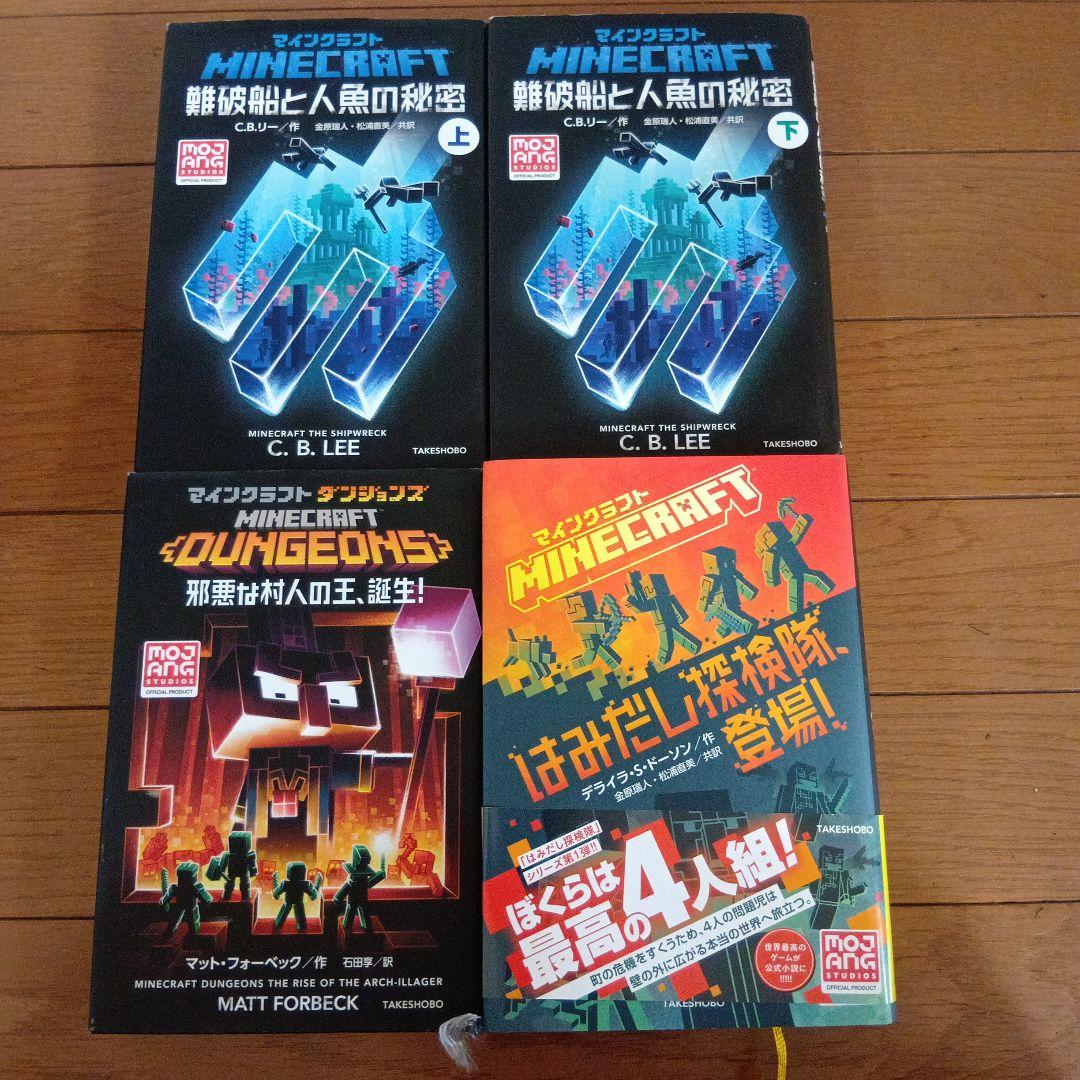 マインクラフト
MINECRAFT
難破船と人魚の秘密
C.B.リー/作 金原瑞人・松浦直美/共訳
上
MOJ
ANG
STUDIOS
OFFICIAL PRODUCT
MINECRAFT THE SHIPWRECK
C. B. LEE
TAKESHOBO
マインクラフト
MINECRAFT
難破船と人魚の秘密
C.B.リー/作 金原瑞人・松浦直美/共訳
下
MOJ
ANG
STUDIOS
OFFICIAL PRODUCT
MINECRAFT THE SHIPWRECK
C. B. LEE
TAKESHOBO
マインクラフト ダンジョンズ
MINECRAFT
DUNGEONS
邪悪な村人の王、誕生!
MOJ
ANG
STUDIOS
OFFICIAL PRODUCT
マット・フォーベック/作 石田享/訳
MINECRAFT DUNGEONS THE RISE OF THE ARCH-ILLAGER
MATT FORBECK
TAKESHOBO
マインクラフト
MINECRAFT™
はみだし探検隊、
登場!
デライラ・S・ドーソン/作
金原瑞人・松浦直美/共訳
TAKESHOBO
「はみだし探検隊」
シリーズ第1弾!!
ぼくらは
最高の4人組!
町の危機をすくうため、4人の問題児は
壁の外に広がる本当の世界へ旅立つ。
世界最高の
ゲームが
公式小説に
!!!!!
MOJ
ANG
STUDIOS
OFFICIAL PRODUCT
TAKESHOBO